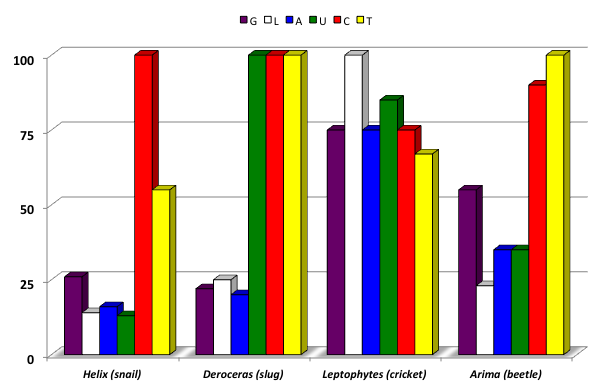 G L A U C T
100
75
50
25
0
Helix (snail) Deroceras (slug) Leptophytes (cricket) Arima (beetle)